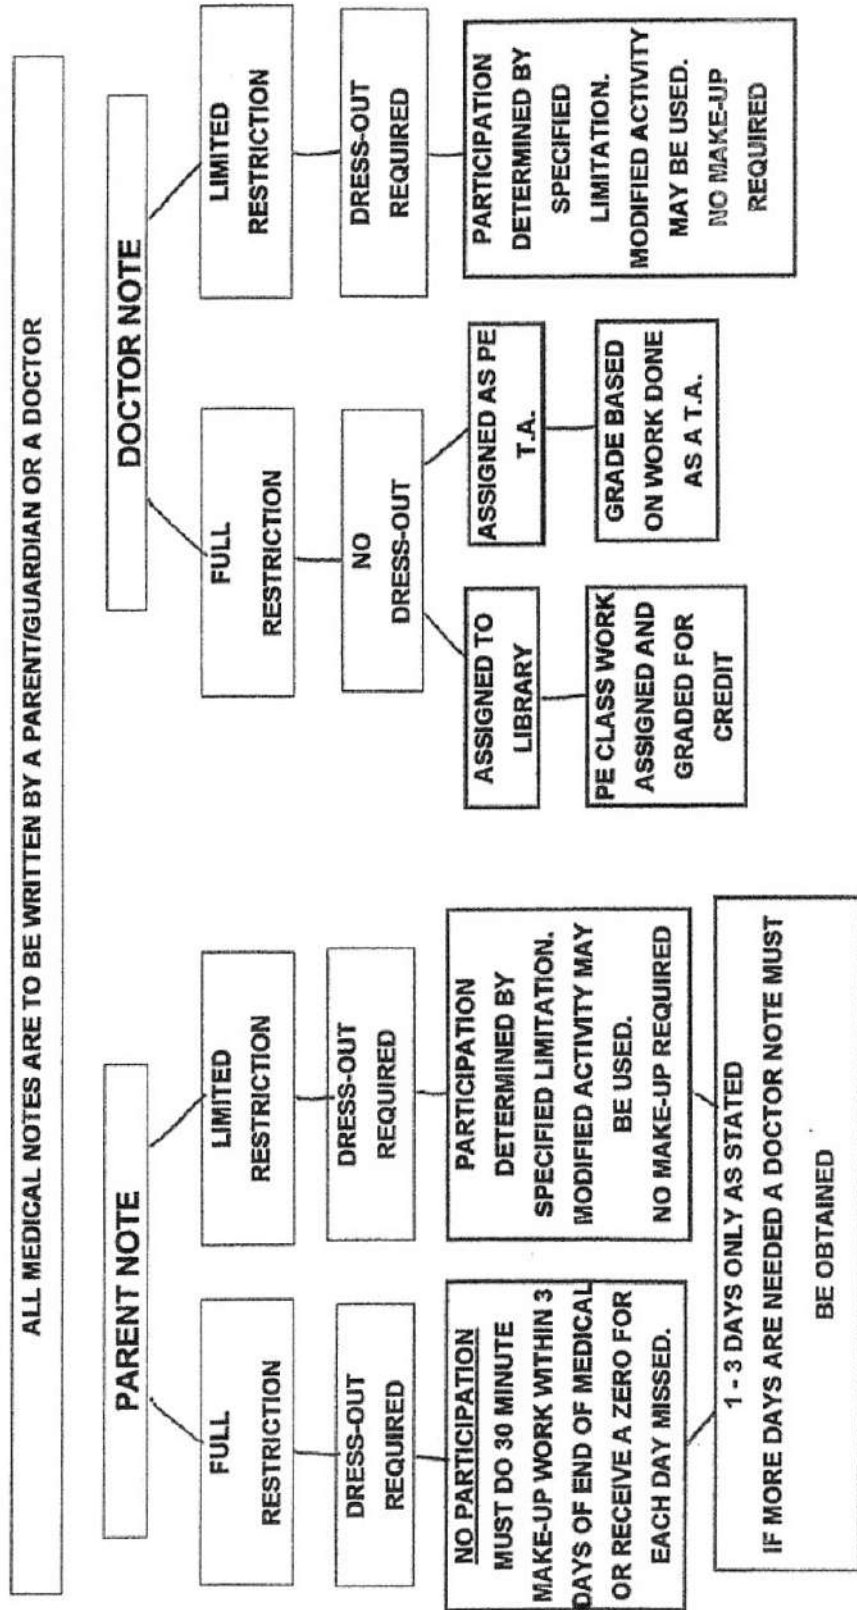 ALL MEDICAL NOTES ARE TO BE WRITTEN BY A PARENT/GUARDIAN OR A DOCTOR
PARENT NOTE
FULL
RESTRICTION
DRESS-OUT
REQUIRED
NO PARTICIPATION
MUST DO 30 MINUTE
MAKE-UP WORK WITHIN 3
DAYS OF END OF MEDICAL
OR RECEIVE A ZERO FOR
EACH DAY MISSED.
LIMITED
RESTRICTION
DRESS-OUT
REQUIRED
PARTICIPATION
DETERMINED BY
SPECIFIED LIMITATION.
MODIFIED ACTIVITY MAY
BE USED.
NO MAKE-UP REQUIRED
1 - 3 DAYS ONLY AS STATED
IF MORE DAYS ARE NEEDED A DOCTOR NOTE MUST
BE OBTAINED
DOCTOR NOTE
FULL
RESTRICTION
NO
DRESS-OUT
ASSIGNED TO
LIBRARY
PE CLASS WORK
ASSIGNED AND
GRADED FOR
CREDIT
ASSIGNED AS PE
T.A.
GRADE BASED
ON WORK DONE
AS A T.A.
LIMITED
RESTRICTION
DRESS-OUT
REQUIRED
PARTICIPATION
DETERMINED BY
SPECIFIED
LIMITATION.
MODIFIED ACTIVITY
MAY BE USED.
NO MAKE-UP
REQUIRED